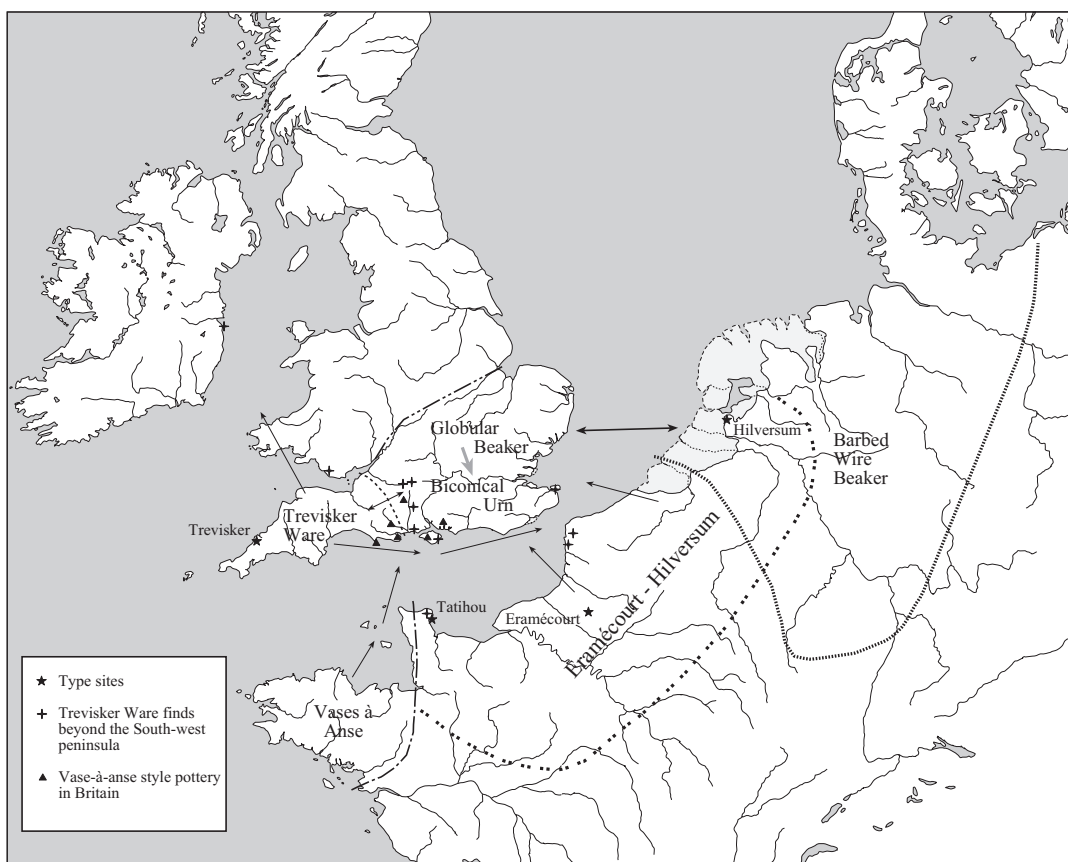 Globular
Beaker
Biconical
Urn
Trevisker
Trevisker
Ware
Hilversum
Barbed
Wire
Beaker
Eramécourt - Hilversum
Eramécourt
Tatihou
Vases à
Anse
Type sites
Trevisker Ware finds
beyond the South-west
peninsula
Vase-à-anse style pottery
in Britain